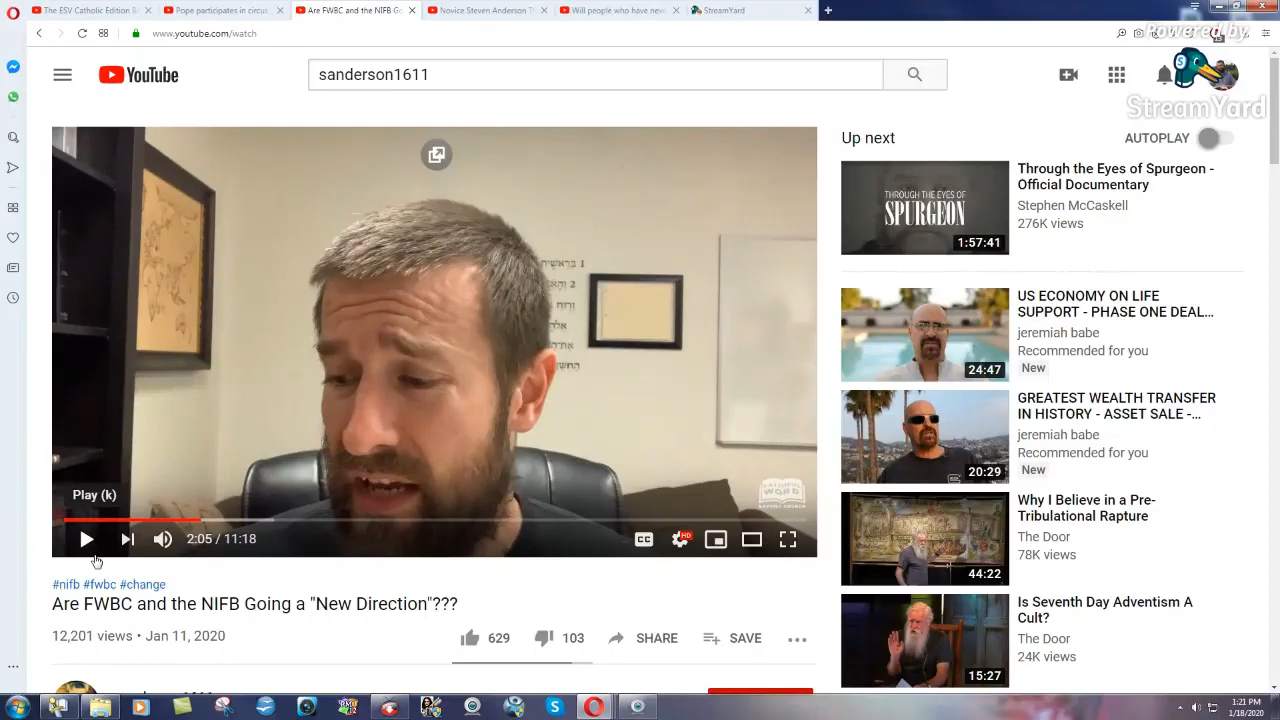 The ESV Catholic Edition B
Pope participates in circus
Are FWBC and the NIFB Go
Novice Steven Anderson T
Will people who have neve
StreamYard
www.youtube.com/watch
Powered by
YouTube
sanderson1611
StreamYard
Up next
AUTOPLAY
Through the Eyes of Spurgeon -
Official Documentary
Stephen McCaskell
276K views
THROUGH THE EYES OF
SPURGEON
1:57:41
US ECONOMY ON LIFE
SUPPORT - PHASE ONE DEAL...
jeremiah babe
Recommended for you
New
24:47
GREATEST WEALTH TRANSFER
IN HISTORY - ASSET SALE -...
jeremiah babe
Recommended for you
New
20:29
Why I Believe in a Pre-
Tribulational Rapture
The Door
78K views
44:22
Is Seventh Day Adventism A
Cult?
The Door
24K views
15:27
FAITHFUL
WORD
BAPTIST CHURCH
Play (k)
2:05 / 11:18
CC
HD
#nifb #fwbc #change
Are FWBC and the NIFB Going a "New Direction"???
12,201 views • Jan 11, 2020
629
103
SHARE
SAVE
1:21 PM
1/18/2020